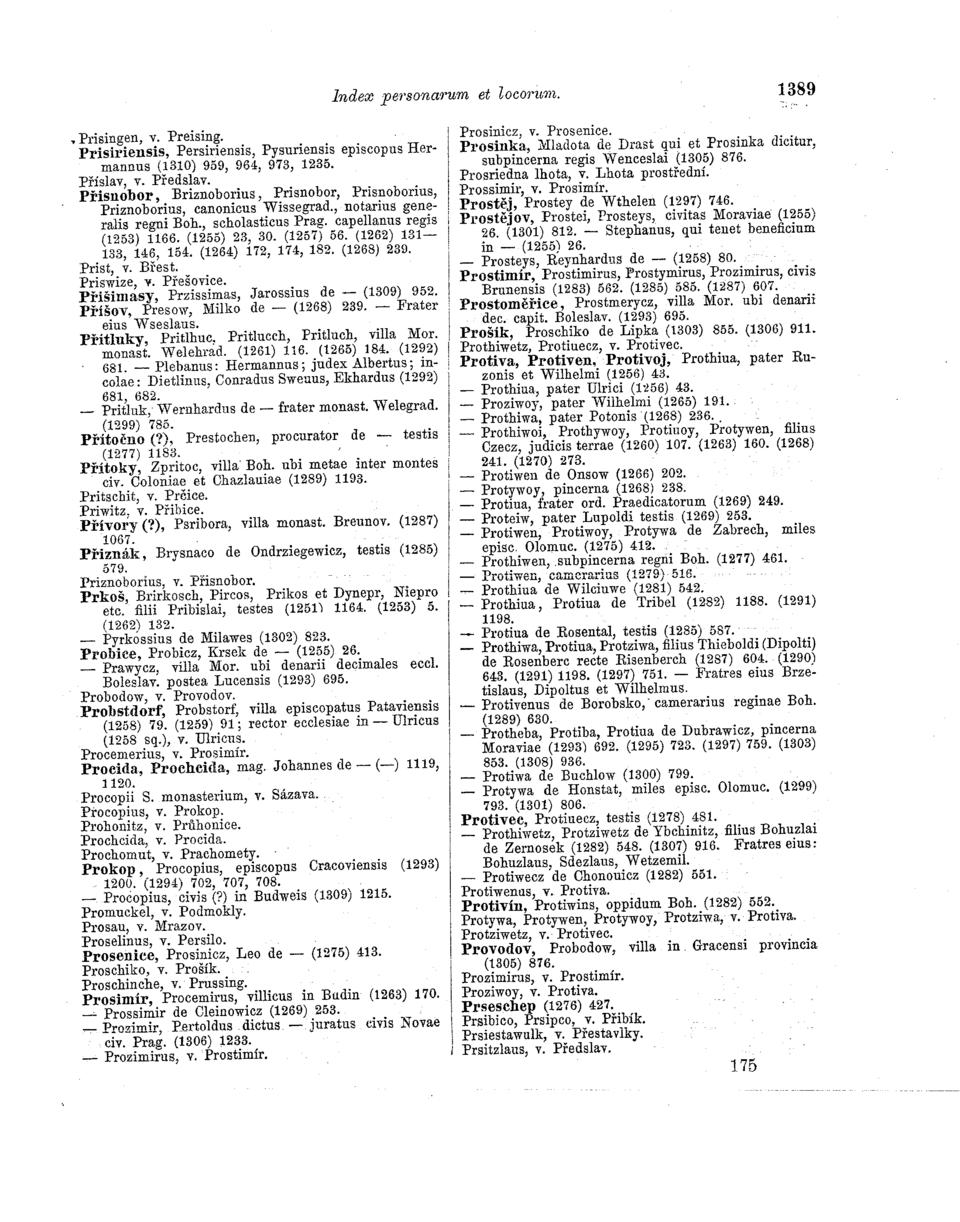 Index personarum et locorum.
1389
Prisingen, v. Preising.
Prisiriensis, Persiriensis, Pysuriensis episcopus Her-
mannus (1310) 959, 964, 973, 1235.
Příslav, v. Předslav.
Přisnobor, Briznoborius, Prisnobor, Prisnoborius,
Priznoborius, canonicus Wissegrad., notarius gene-
ralis regni Boh., scholasticus Prag. capellanus regis
(1253) 1166. (1255) 23, 30. (1257) 56. (1262) 131—
133, 146, 154. (1264) 172, 174, 182. (1268) 239.
Prist, v. Břest.
Priswize, v. Přešovice.
Přišimasy, Przissimas, Jarossius de — (1309) 952.
Příšov, Presow, Milko de — (1268) 239. — Frater
eius Wseslaus.
Přítluky, Pritlhuc, Pritlucch, Pritluch, villa Mor.
monast. Welehrad. (1261) 116. (1265) 184. (1292)
681. — Plebanus: Hermannus; judex Albertus; in-
colae: Dietlinus, Conradus Sweuus, Ekhardus (1292)
681, 682.
— Pritluk, Wernhardus de — frater monast. Welegrad.
(1299) 785.
Přítočno (?), Prestochen, procurator de — testis
(1277) 1183.
Přítoky, Zpritoc, villa Boh. ubi metae inter montes
civ. Coloniae et Chazlauiae (1289) 1193.
Pritschit, v. Prčice.
Priwitz, v. Přibice.
Přívory (?), Psribora, villa monast. Breunov. (1287)
1067.
Přiznák, Brysnaco de Ondrziegewicz, testis (1285)
579.
Priznoborius, v. Přisnobor.
Prkoš, Brirkosch, Pircos, Prikos et Dynepr, Niepro
etc. filii Pribislai, testes (1251) 1164. (1253) 5.
(1262) 132.
— Pyrkossius de Milawes (1302) 823.
Probice, Probicz, Krsek de — (1255) 26.
— Prawycz, villa Mor. ubi denarii decimales eccl.
Boleslav. postea Lucensis (1293) 695.
Probodow, v. Provodov.
Probstdorf, Probstorf, villa episcopatus Pataviensis
(1258) 79. (1259) 91; rector ecclesiae in — Ulricus
(1258 sq.), v. Ulricus.
Procemerius, v. Prosimír.
Procida, Prochcida, mag. Johannes de — (—) 1119,
1120.
Procopii S. monasterium, v. Sázava.
Procopius, v. Prokop.
Prohonitz, v. Průhonice.
Prochcida, v. Procida.
Prochomut, v. Prachomety.
Prokop, Procopius, episcopus Cracoviensis (1293)
1200. (1294) 702, 707, 708.
— Procopius, civis (?) in Budweis (1309) 1215.
Promuckel, v. Podmokly.
Prosau, v. Mrazov.
Proselinus, v. Persilo.
Prosenice, Prosinicz, Leo de — (1275) 413.
Proschiko, v. Prošík.
Proschinche, v. Prussing.
Prosimír, Procemirus, villicus in Budin (1263) 170.
— Prossimir de Cleinowicz (1269) 253.
— Prozimir, Pertoldus dictus — juratus civis Novae
civ. Prag. (1306) 1233.
— Prozimirus, v. Prostimír.
Prosinicz, v. Prosenice.
Prosinka, Mladota de Drast qui et Prosinka dicitur,
subpincerna regis Wenceslai (1305) 876.
Prosriedna lhota, v. Lhota prostřední.
Prossimir, v. Prosimír.
Prostěj, Prostey de Wthelen (1297) 746.
Prostějov, Prostei, Prosteys, civitas Moraviae (1255)
26. (1301) 812. — Stephanus, qui tenet beneficium
in — (1255) 26.
— Prosteys, Reynhardus de — (1258) 80.
Prostimír, Prostimirus, Prostymirus, Prozimirus, civis
Brunensis (1283) 562. (1285) 585. (1287) 607.
Prostoměřice, Prostmerycz, villa Mor. ubi denarii
dec. capit. Boleslav. (1293) 695.
Prošík, Proschiko de Lipka (1303) 855. (1306) 911.
Prothiwetz, Protiuecz, v. Protivec.
Protiva, Protiven, Protivoj, Prothiua, pater Ru-
zonis et Wilhelmi (1256) 43.
— Prothiua, pater Ulrici (1256) 43.
— Proziwoy, pater Wilhelmi (1265) 191.
— Prothiwa, pater Potonis (1268) 236.
— Prothiwoi, Prothywoy, Protiuoy, Protywen, filius
Czecz, judicis terrae (1260) 107. (1263) 160. (1268)
241. (1270) 273.
— Protiwen de Onsow (1266) 202.
— Protywoy, pincerna (1268) 238.
— Protiua, frater ord. Praedicatorum (1269) 249.
— Proteiw, pater Lupoldi testis (1269) 253.
— Protiwen, Protiwoy, Protywa de Zabrech, miles
episc. Olomuc. (1275) 412.
— Prothiwen, subpincerna regni Boh. (1277) 461.
— Protiwen, camerarius (1279) 516.
— Prothiua de Wilciuwe (1281) 542.
— Prothiua, Protiua de Tribel (1282) 1188. (1291)
1198.
— Protiua de Rosental, testis (1285) 587.
— Prothiwa, Protiua, Protziwa, filius Thieboldi (Dipolti)
de Rosenberc recte Risenberch (1287) 604. (1290)
643. (1291) 1198. (1297) 751. — Fratres eius Brze-
tislaus, Dipoltus et Wilhelmus.
— Protivenus de Borobsko, camerarius reginae Boh.
(1289) 630.
— Protheba, Protiba, Protiua de Dubrawicz, pincerna
Moraviae (1293) 692. (1295) 723. (1297) 759. (1303)
853. (1308) 936.
— Protiwa de Buchlow (1300) 799.
— Protywa de Honstat, miles episc. Olomuc. (1299)
793. (1301) 806.
Protivec, Protiuecz, testis (1278) 481.
— Prothiwetz, Protziwetz de Ybchinitz, filius Bohuzlai
de Zernosek (1282) 548. (1307) 916. Fratres eius:
Bohuzlaus, Sdezlaus, Wetzemil.
— Protiwecz de Chonouicz (1282) 551.
Protiwenus, v. Protiva.
Protivín, Protiwins, oppidum Boh. (1282) 552.
Protywa, Protywen, Protywoy, Protziwa, v. Protiva.
Protziwetz, v. Protivec.
Provodov, Probodow, villa in Gracensi provincia
(1305) 876.
Prozimirus, v. Prostimír.
Proziwoy, v. Protiva.
Prseschep (1276) 427.
Prsibico, Prsipco, v. Přibík.
Prsiestawulk, v. Přestavlky.
Prsitzlaus, v. Předslav.
175